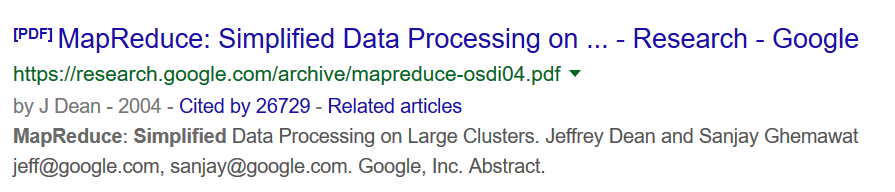 [PDF] MapReduce: Simplified Data Processing on ... - Research - Google
https://research.google.com/archive/mapreduce-osdi04.pdf
by J Dean - 2004 - Cited by 26729 - Related articles
MapReduce: Simplified Data Processing on Large Clusters. Jeffrey Dean and Sanjay Ghemawat
jeff@google.com, sanjay@google.com. Google, Inc. Abstract.